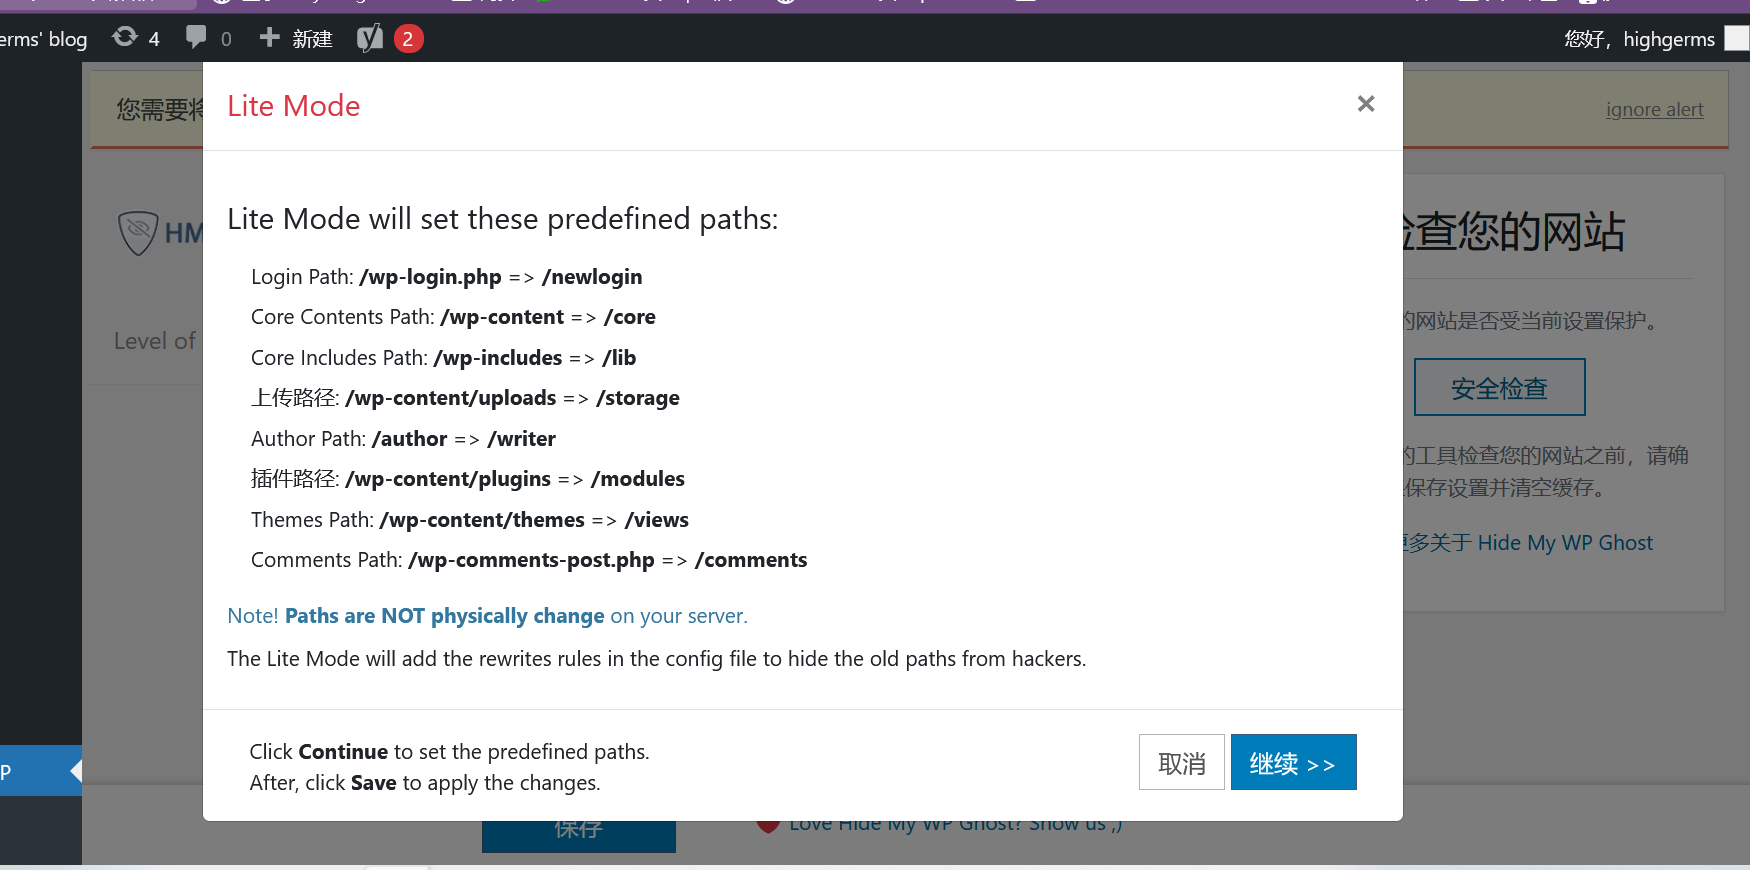 erms' blog 4 0 新建 2 您好，highgerms
您需要将
ignore alert
Lite Mode ×
Lite Mode will set these predefined paths:
Login Path: /wp-login.php => /newlogin
Core Contents Path: /wp-content => /core
Core Includes Path: /wp-includes => /lib
上传路径: /wp-content/uploads => /storage
Author Path: /author => /writer
插件路径: /wp-content/plugins => /modules
Themes Path: /wp-content/themes => /views
Comments Path: /wp-comments-post.php => /comments
Note! Paths are NOT physically change on your server.
The Lite Mode will add the rewrites rules in the config file to hide the old paths from hackers.
Click Continue to set the predefined paths.
After, click Save to apply the changes.
取消 继续 >>
HM
Level of
检查您的网站
的网站是否受当前设置保护。
安全检查
的工具检查您的网站之前，请确
保存设置并清空缓存。
更多关于 Hide My WP Ghost
P
保存
Love Hide My WP Ghost? Show us ;)